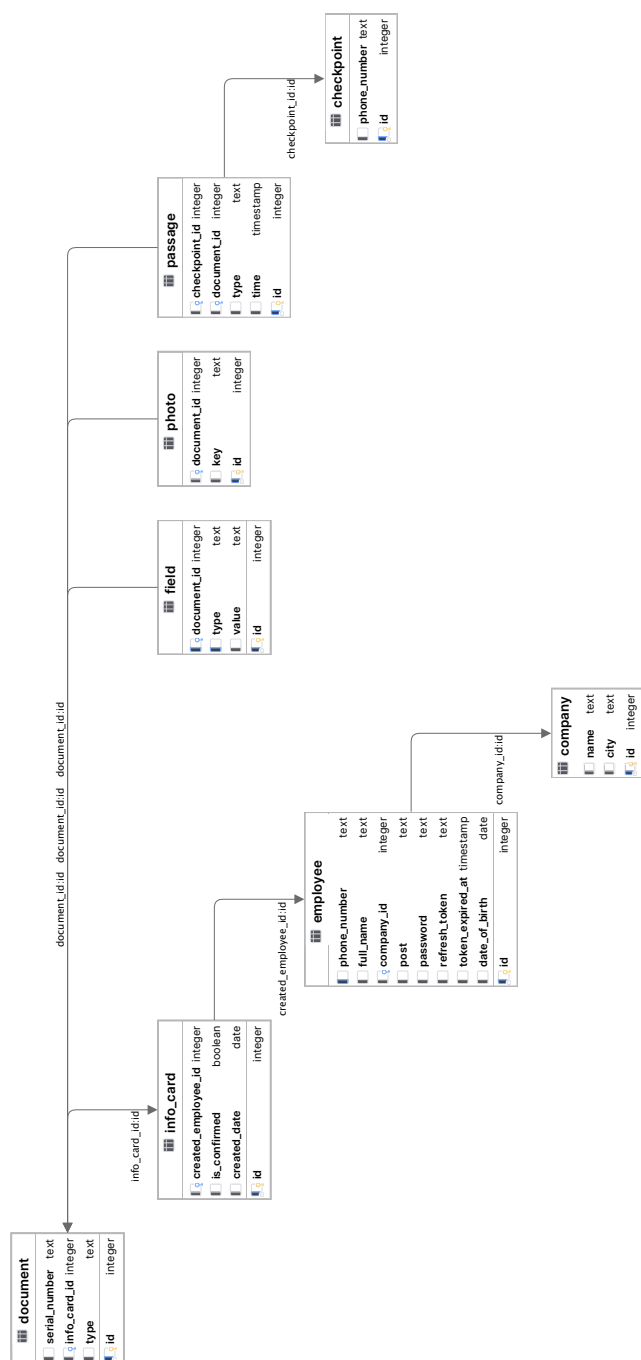 document
serial_number text
info_card_id integer
type text
id integer
document_id:id document_id:id document_id:id
info_card_id:id
info_card
created_employee_id integer
is_confirmed boolean
created_date date
id integer
created_employee_id:id
employee
phone_number text
full_name text
company_id integer
post text
password text
refresh_token text
token_expired_at timestamp
date_of_birth date
id integer
company_id:id
company
name text
city text
id integer
field
document_id integer
type text
value text
id integer
photo
document_id integer
key text
id integer
passage
checkpoint_id integer
document_id integer
type text
time timestamp
id integer
checkpoint_id:id
checkpoint
phone_number text
id integer